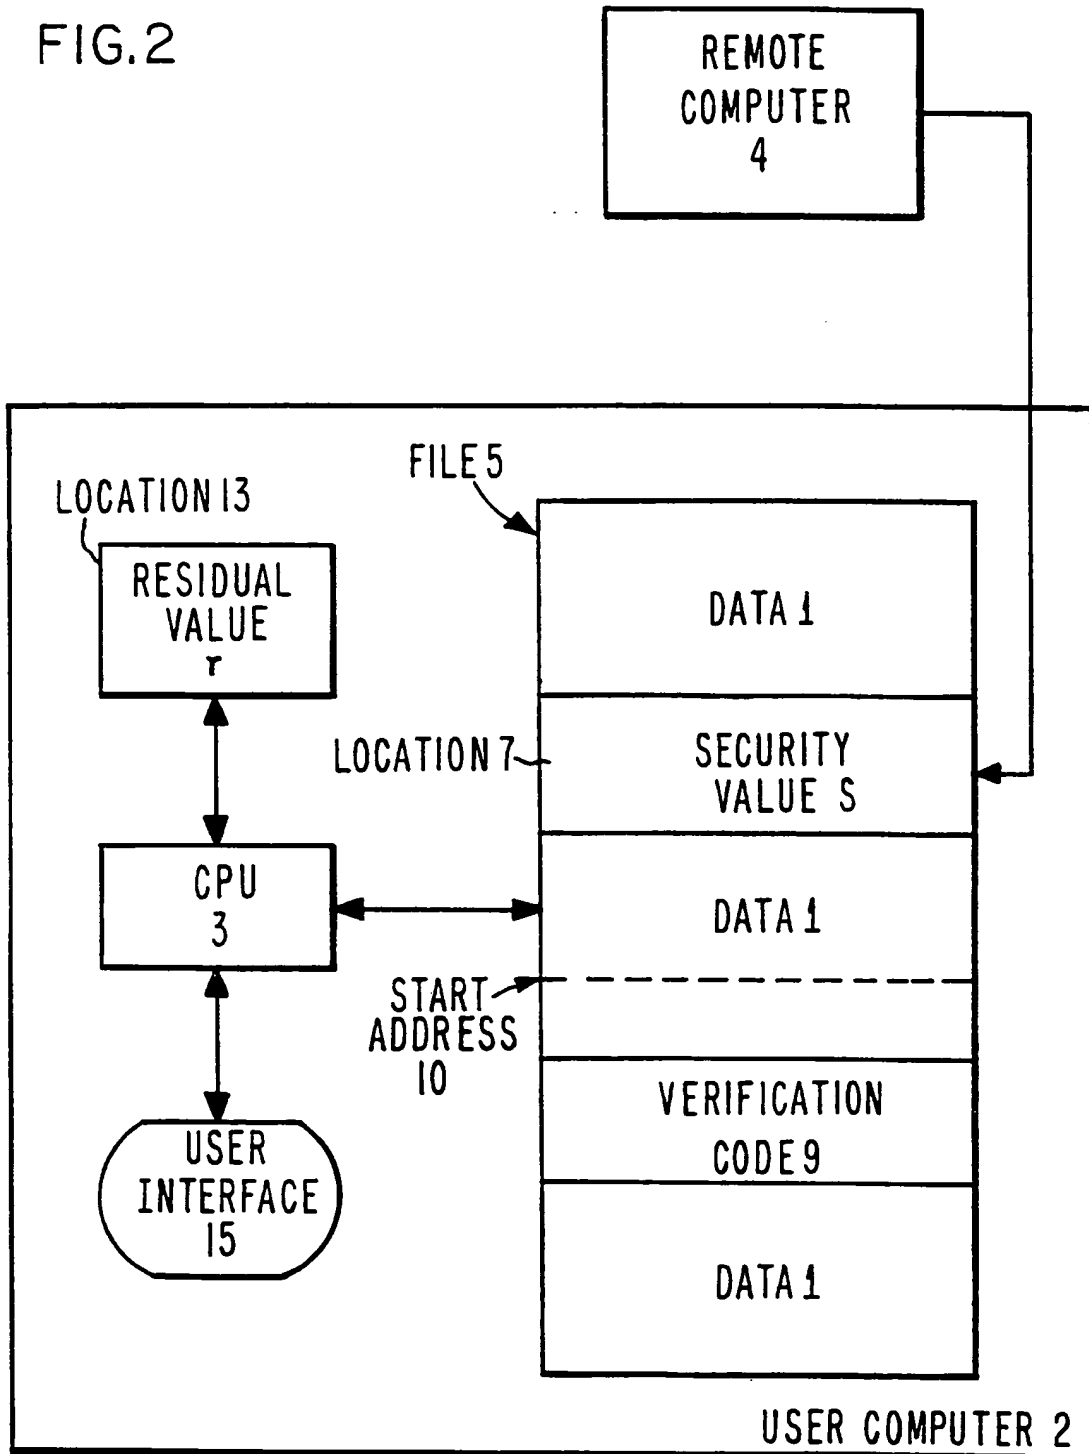 FIG. 2
REMOTE
COMPUTER
4
FILE 5
LOCATION 13
RESIDUAL
VALUE
r
DATA 1
LOCATION 7
SECURITY
VALUE S
CPU
3
DATA 1
START
ADDRESS
10
VERIFICATION
CODE 9
USER
INTERFACE
15
DATA 1
USER COMPUTER 2